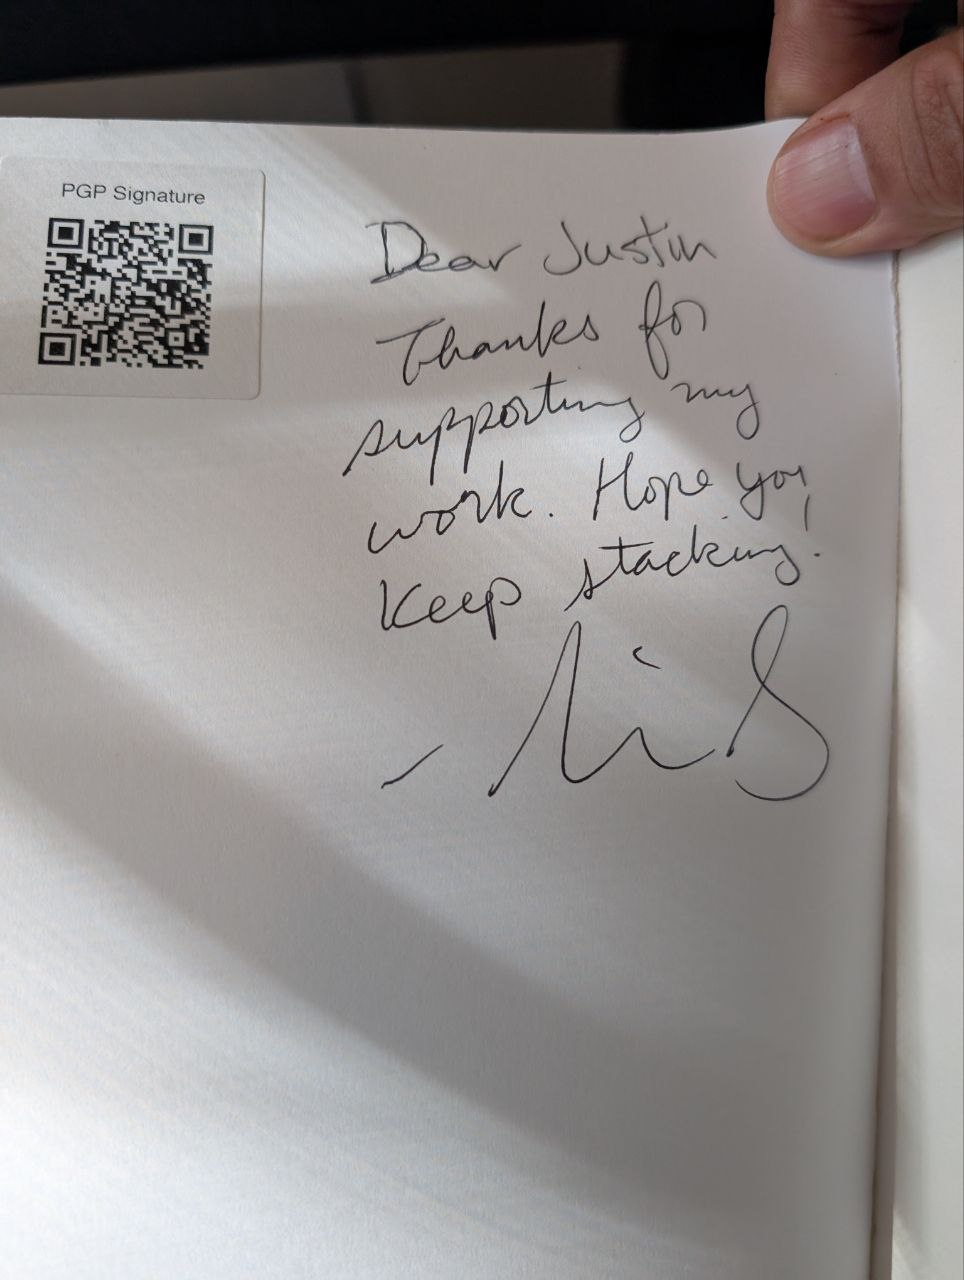 PGP Signature
Dear Justin
Thanks for
supporting my
work. Hope you
Keep stacking!